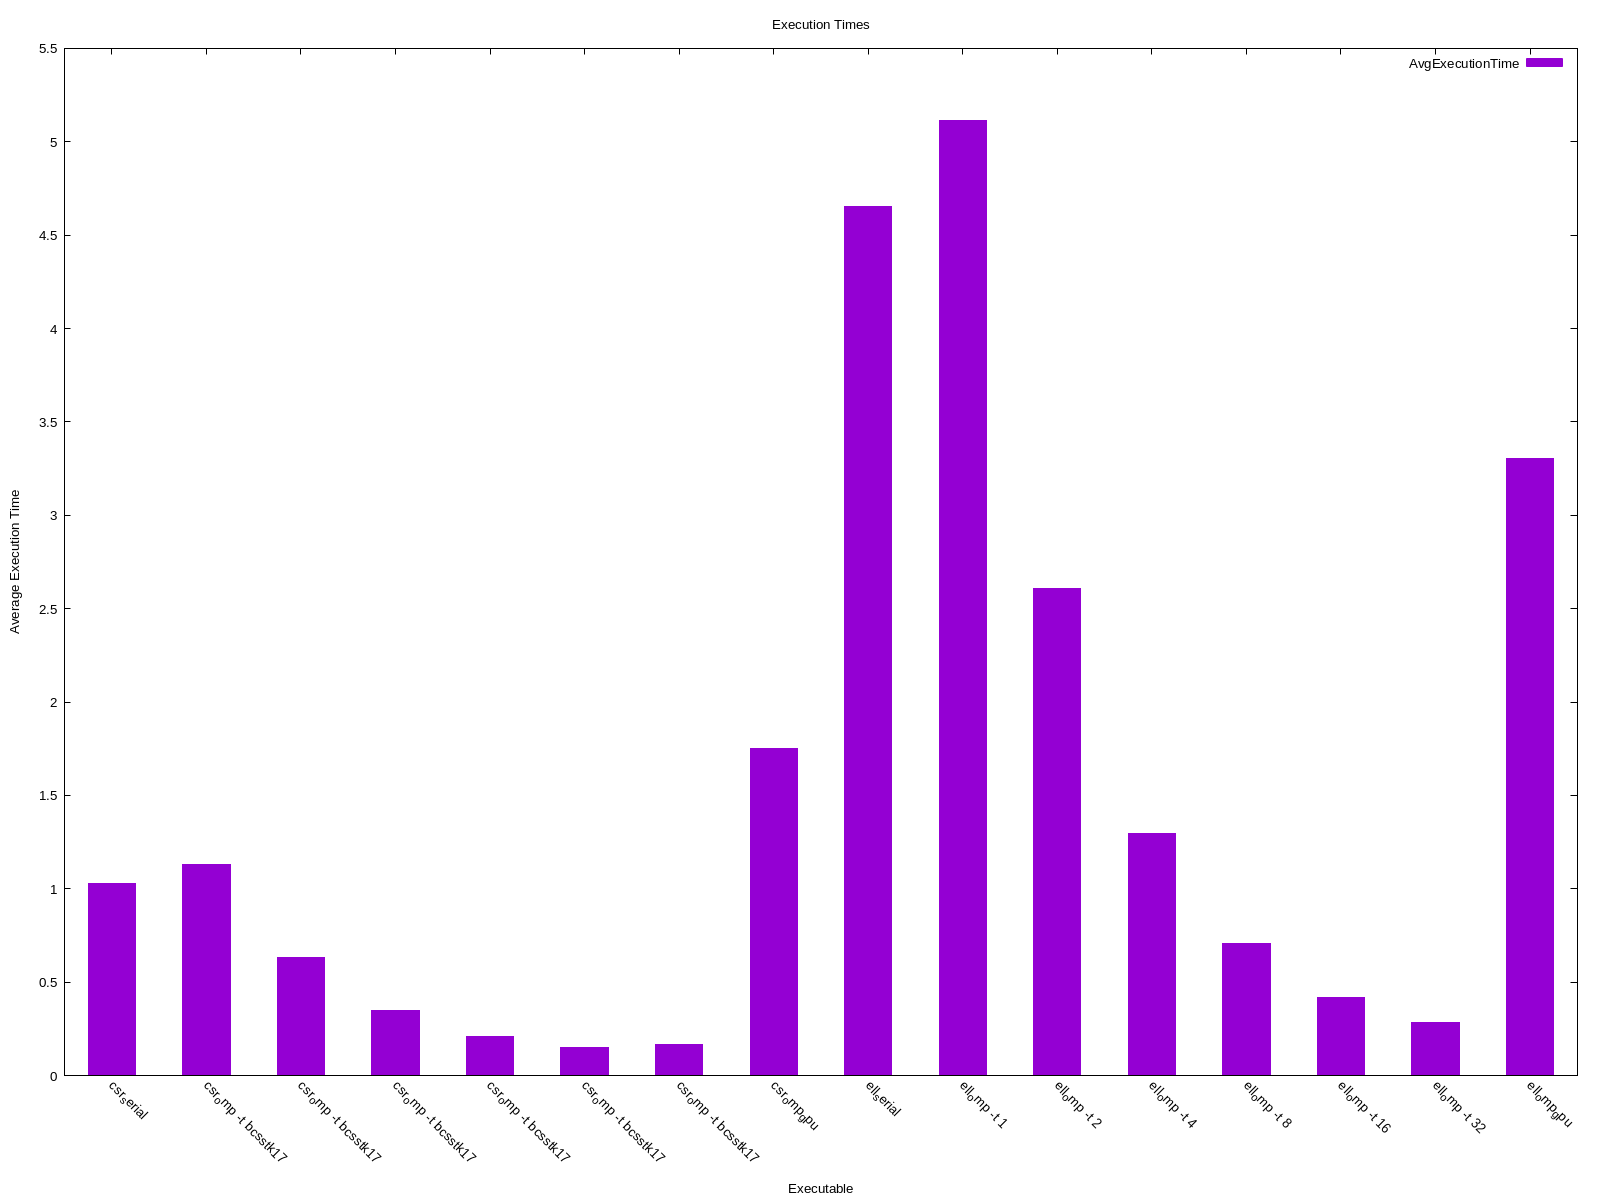 Execution Times
AvgExecutionTime
5.5
5
4.5
4
3.5
3
2.5
2
1.5
1
0.5
0
Average Execution Time
csrserial
csromp -t bcsstk17
csromp -t bcsstk17
csromp -t bcsstk17
csromp -t bcsstk17
csromp -t bcsstk17
csromp -t bcsstk17
csrompgpu
ellserial
ellomp -t 1
ellomp -t 2
ellomp -t 4
ellomp -t 8
ellomp -t 16
ellomp -t 32
ellompgpu
Executable